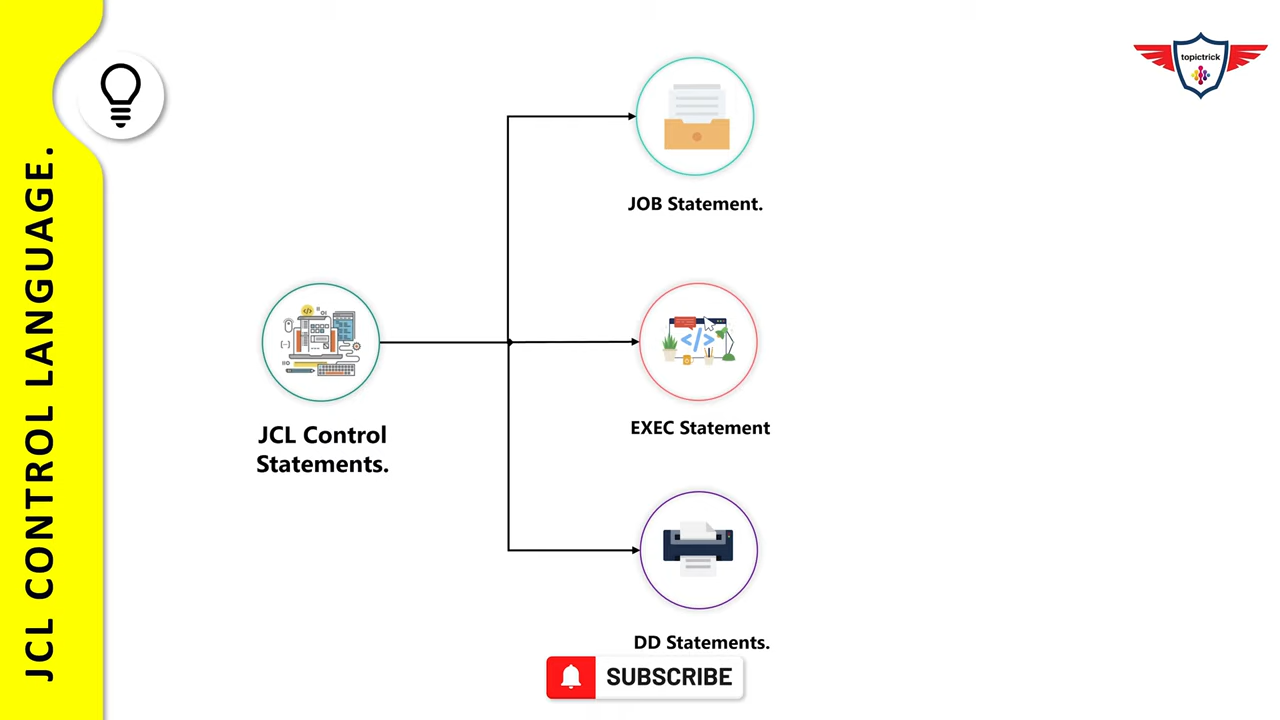 JCL CONTROL LANGUAGE.
topictrick
JOB Statement.
EXEC Statement
JCL Control
Statements.
DD Statements.
SUBSCRIBE